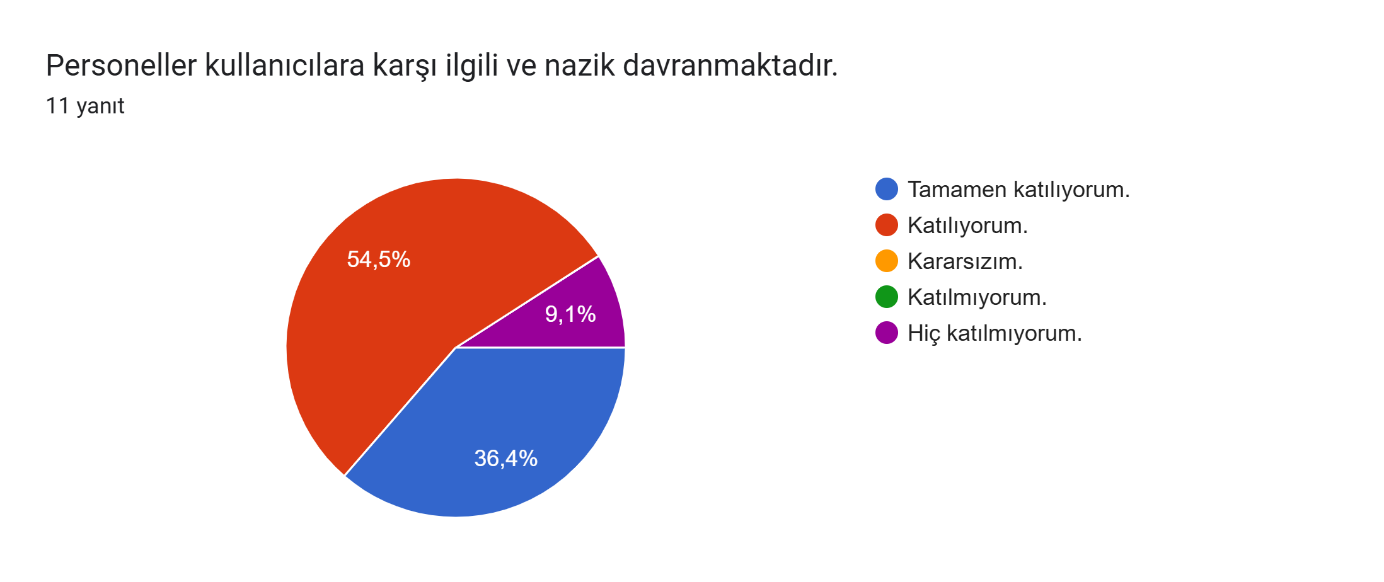 Personeller kullanıcılara karşı ilgili ve nazik davranmaktadır.
11 yanıt
54,5%
9,1%
36,4%
Tamamen katılıyorum.
Katılıyorum.
Kararsızım.
Katılmıyorum.
Hiç katılmıyorum.